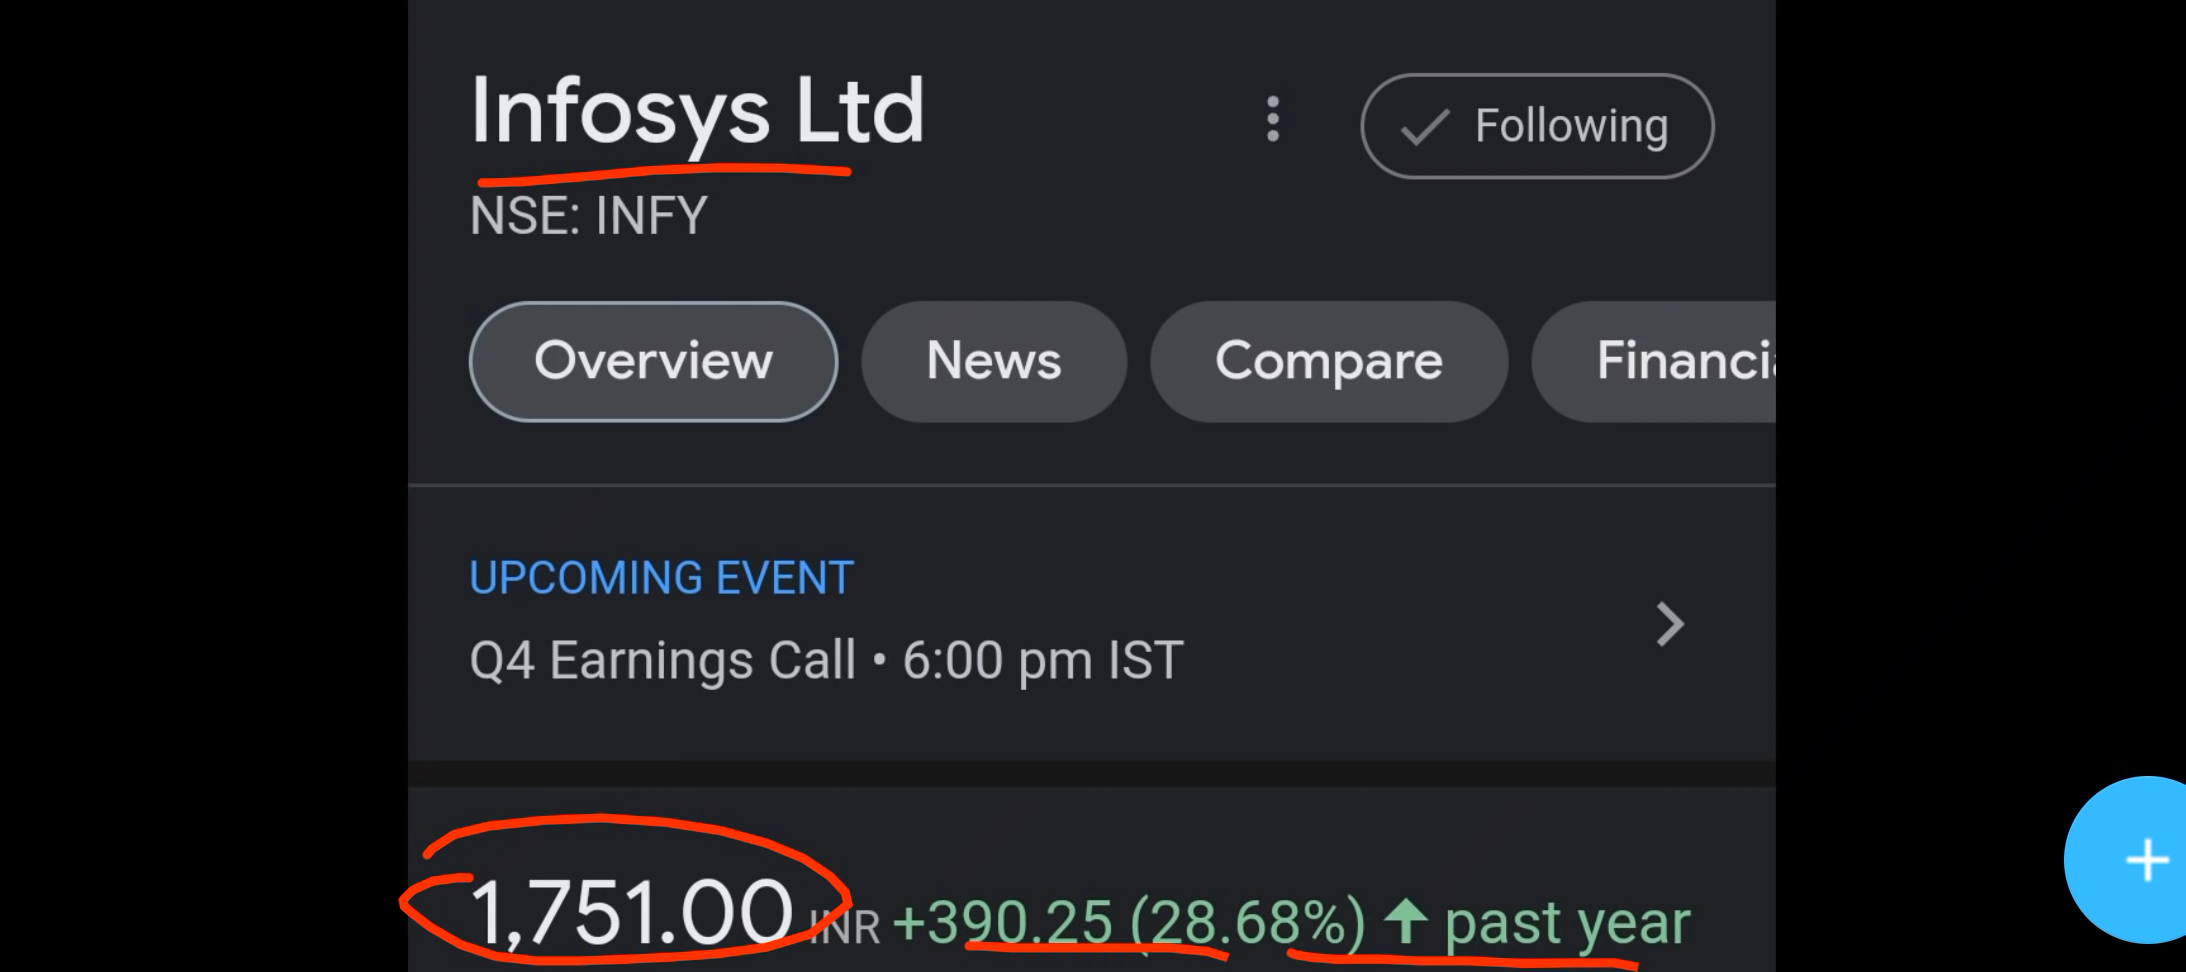 Infosys Ltd
Following
NSE: INFY
Overview News Compare Financi
UPCOMING EVENT
Q4 Earnings Call • 6:00 pm IST
1,751.00 INR +390.25 (28.68%) ↑ past year